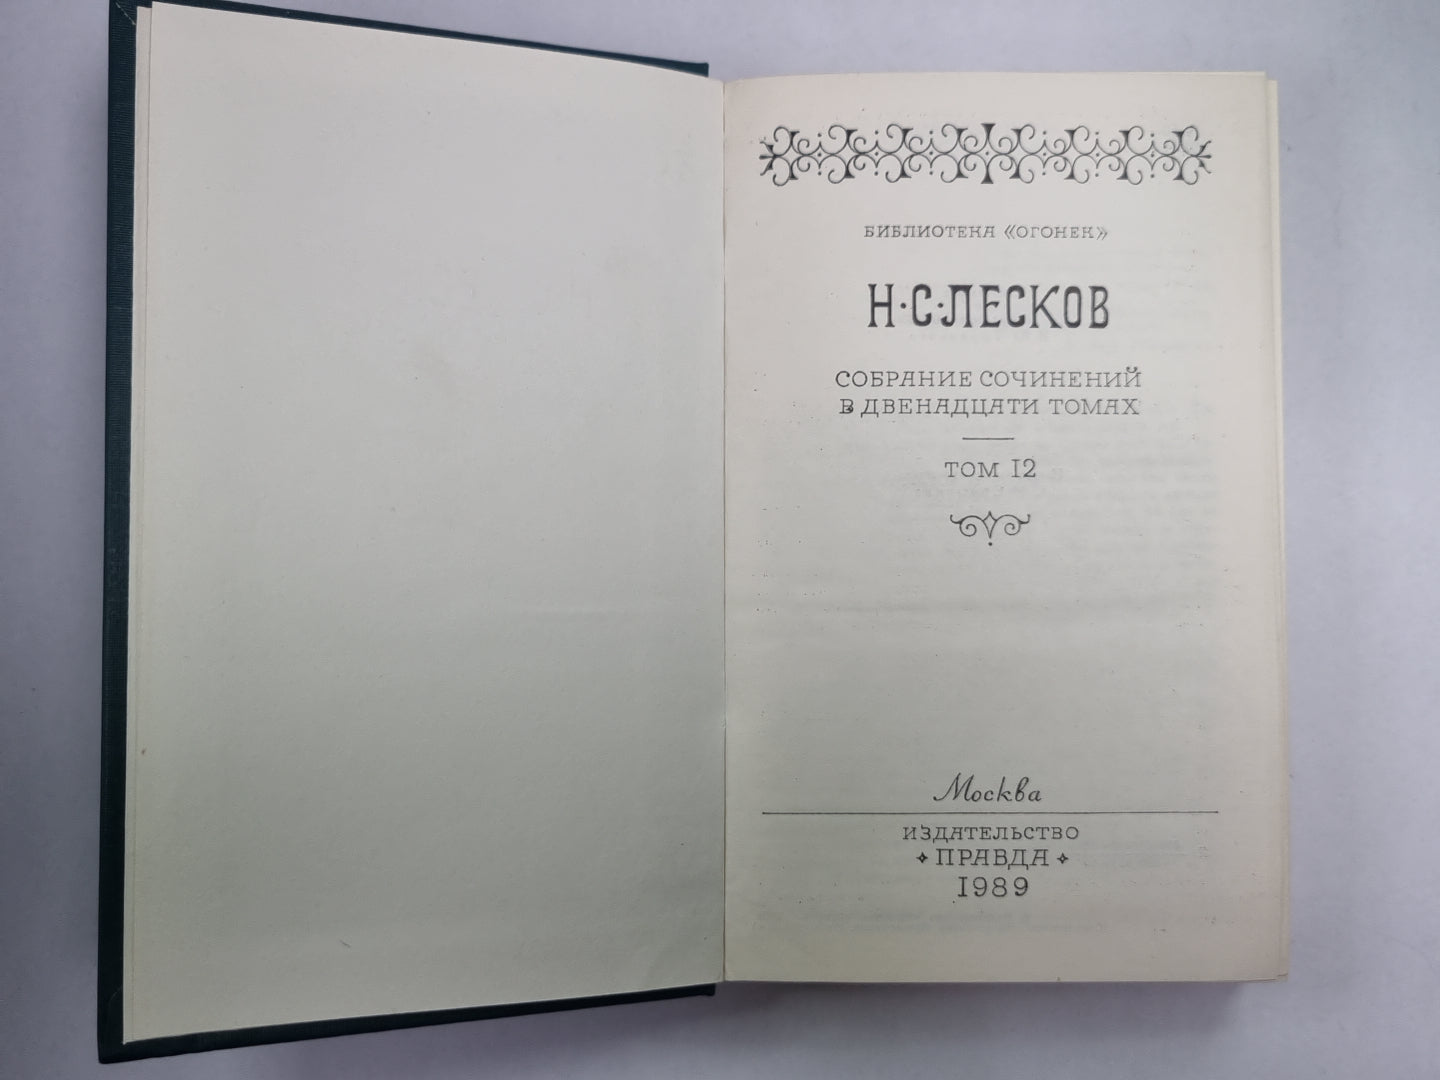 БИБЛИОТЕКА «ОГОНЕК»
Н·С·ЛЕСКОВ
СОБРАНИЕ СОЧИНЕНИЙ
В ДВЕНАДЦАТИ ТОМАХ
ТОМ 12
Москва
ИЗДАТЕЛЬСТВО
ПРАВДА
1989